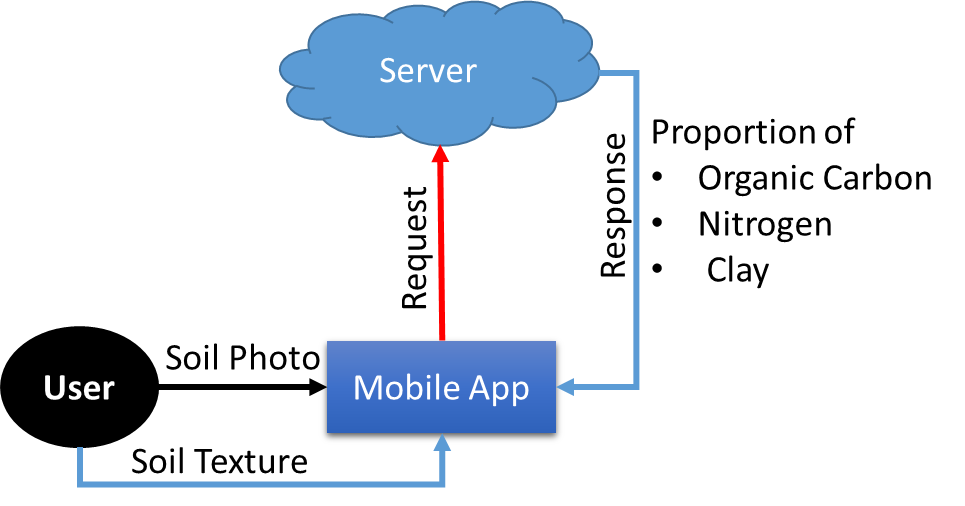 Server
Proportion of
• Organic Carbon
• Nitrogen
• Clay
Response
Request
Soil Photo
User
Mobile App
Soil Texture